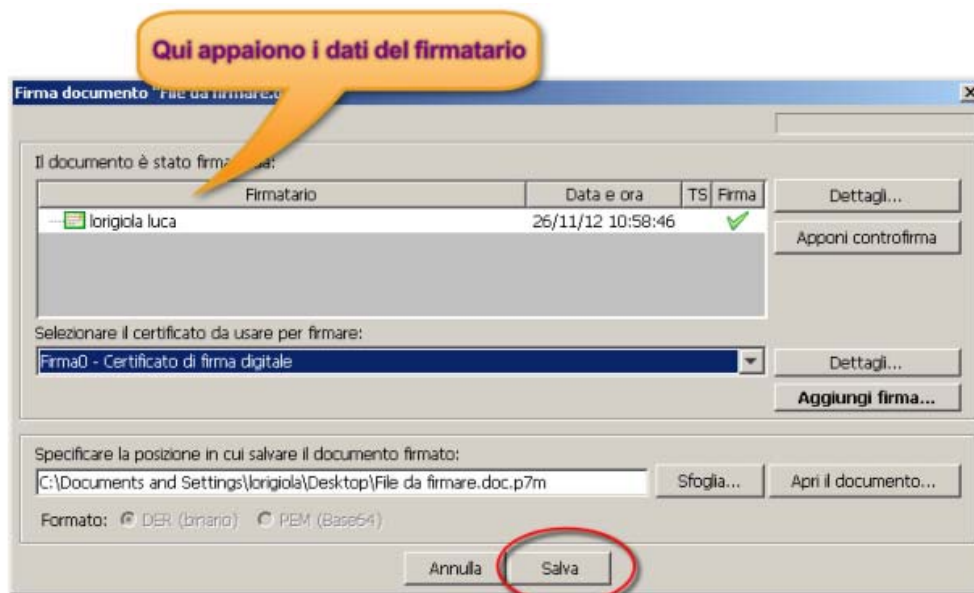 Qui appaiono i dati del firmatario
Firma documento "File da firmare.
Il documento è stato
Firmatario Data e ora TS Firma
lorigiola luca 26/11/12 10:58:46
Dettagli...
Apponi controfirma
Selezionare il certificato da usare per firmare:
Firma0 - Certificato di firma digitale
Dettagli...
Aggiungi firma...
Specificare la posizione in cui salvare il documento firmato:
C:\Documents and Settings\lorigiola\Desktop\File da firmare.doc.p7m
Sfoglia...
Apri il documento...
Formato: DER (binario) PEM (Base64)
Annulla
Salva